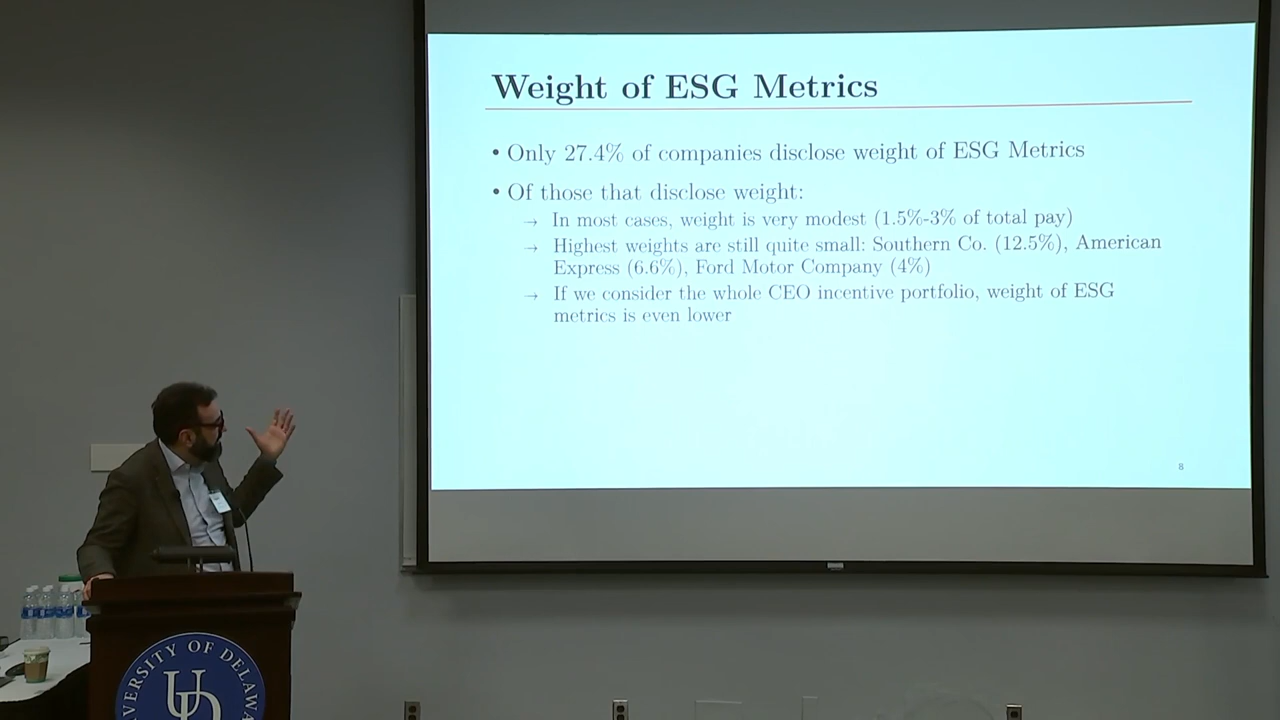 Weight of ESG Metrics
• Only 27.4% of companies disclose weight of ESG Metrics
• Of those that disclose weight:
→ In most cases, weight is very modest (1.5%-3% of total pay)
→ Highest weights are still quite small: Southern Co. (12.5%), American
Express (6.6%), Ford Motor Company (4%)
→ If we consider the whole CEO incentive portfolio, weight of ESG
metrics is even lower
8
VERSITY OF DELAWA
UD